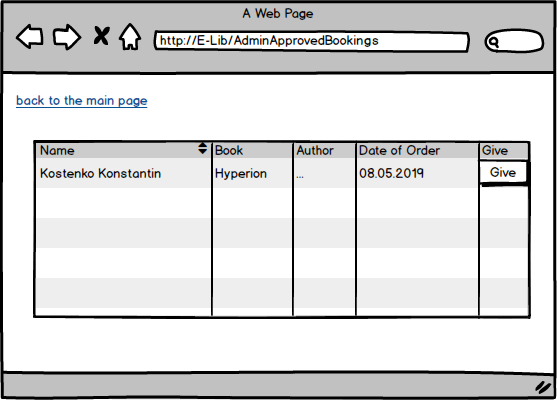 A Web Page
http://E-Lib/AdminApprovedBookings
back to the main page
Name Book Author Date of Order Give
Kostenko Konstantin Hyperion ... 08.05.2019 Give